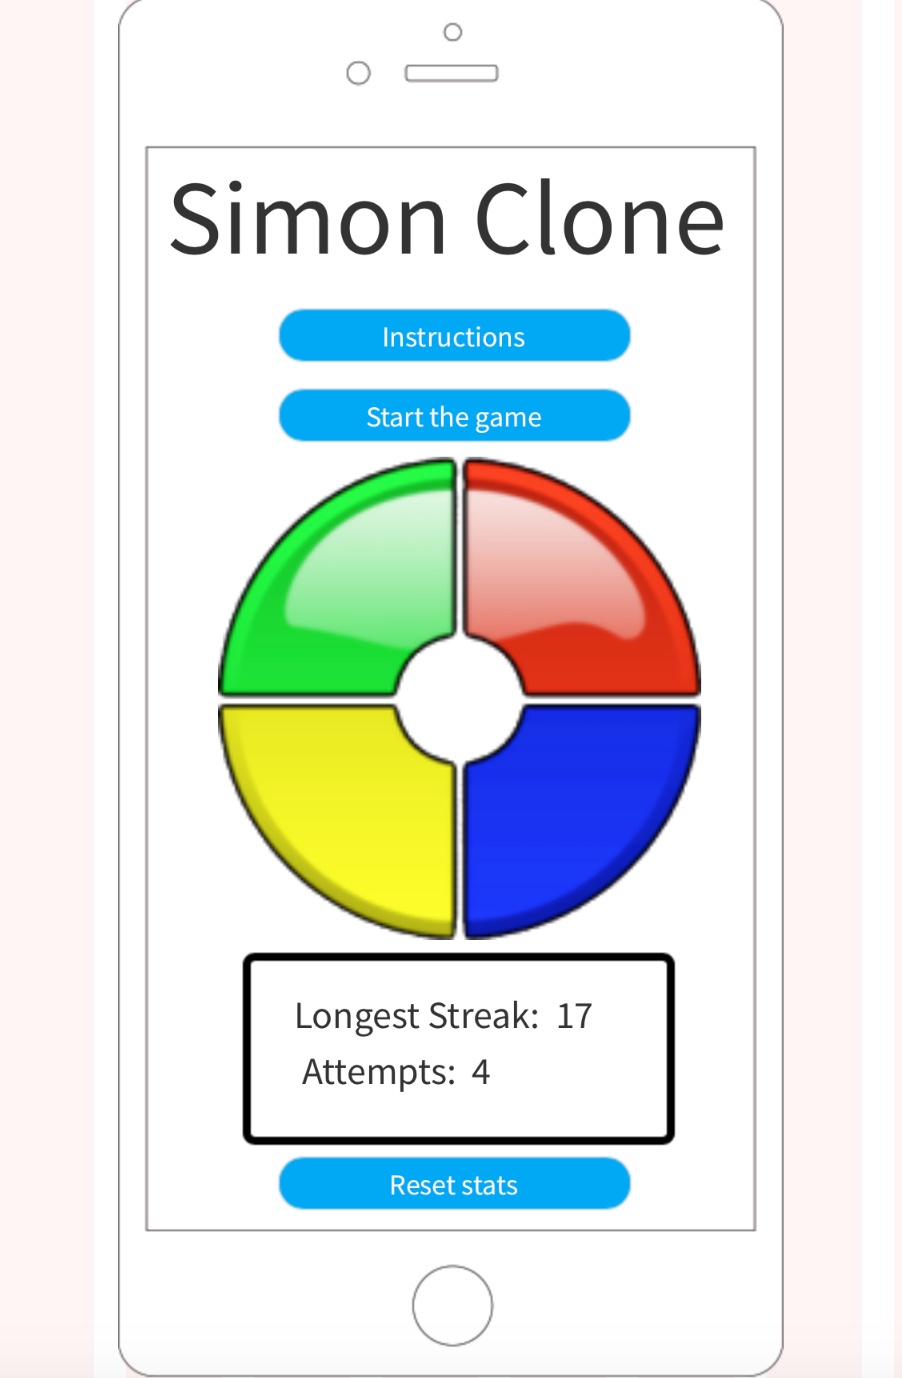 Simon Clone
Instructions
Start the game
Longest Streak: 17
Attempts: 4
Reset stats